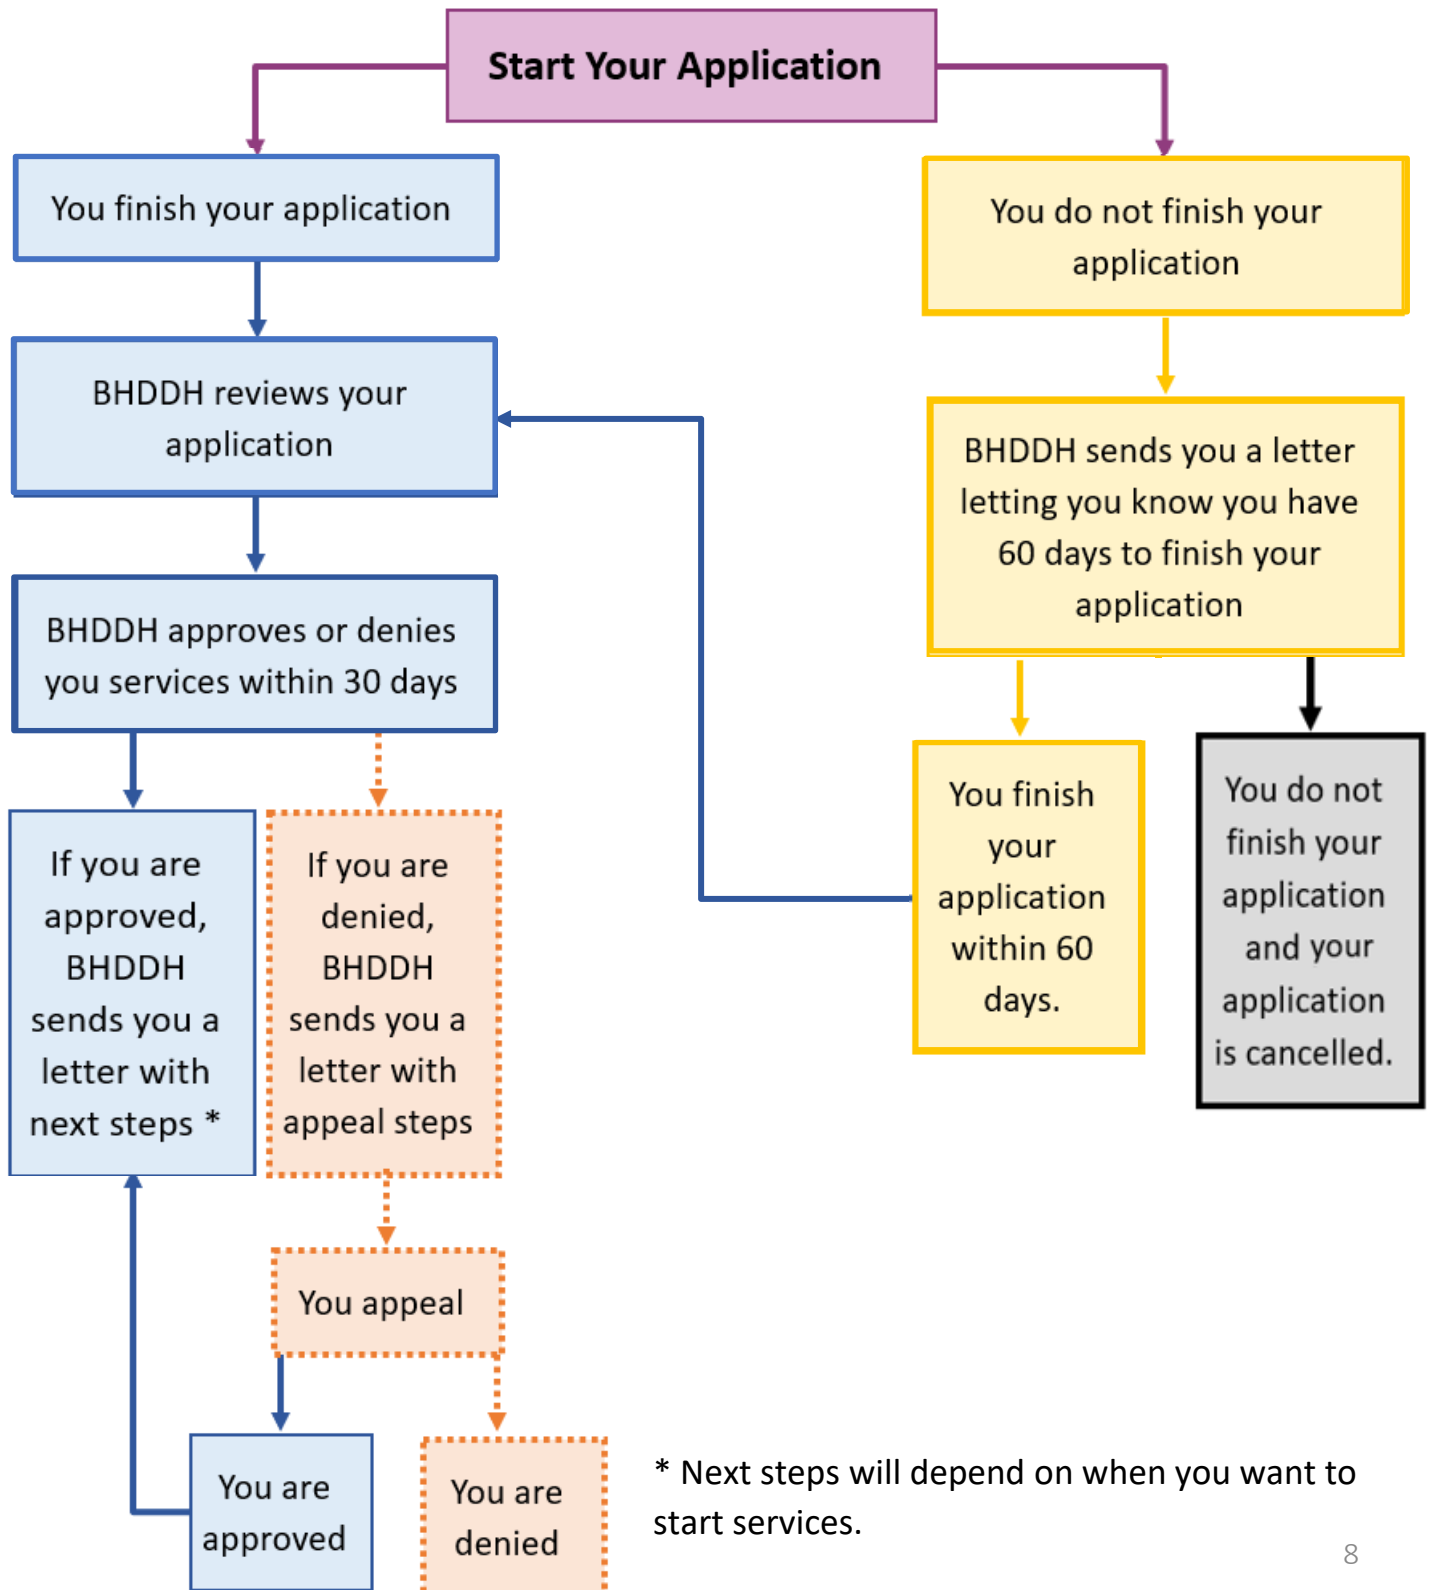 Start Your Application
You finish your application
You do not finish your
application
BHDDH reviews your
application
BHDDH sends you a letter
letting you know you have
60 days to finish your
application
BHDDH approves or denies
you services within 30 days
If you are
approved,
BHDDH
sends you a
letter with
next steps *
If you are
denied,
BHDDH
sends you a
letter with
appeal steps
You finish
your
application
within 60
days.
You do not
finish your
application
and your
application
is cancelled.
You appeal
You are
approved
You are
denied
* Next steps will depend on when you want to
start services.
8